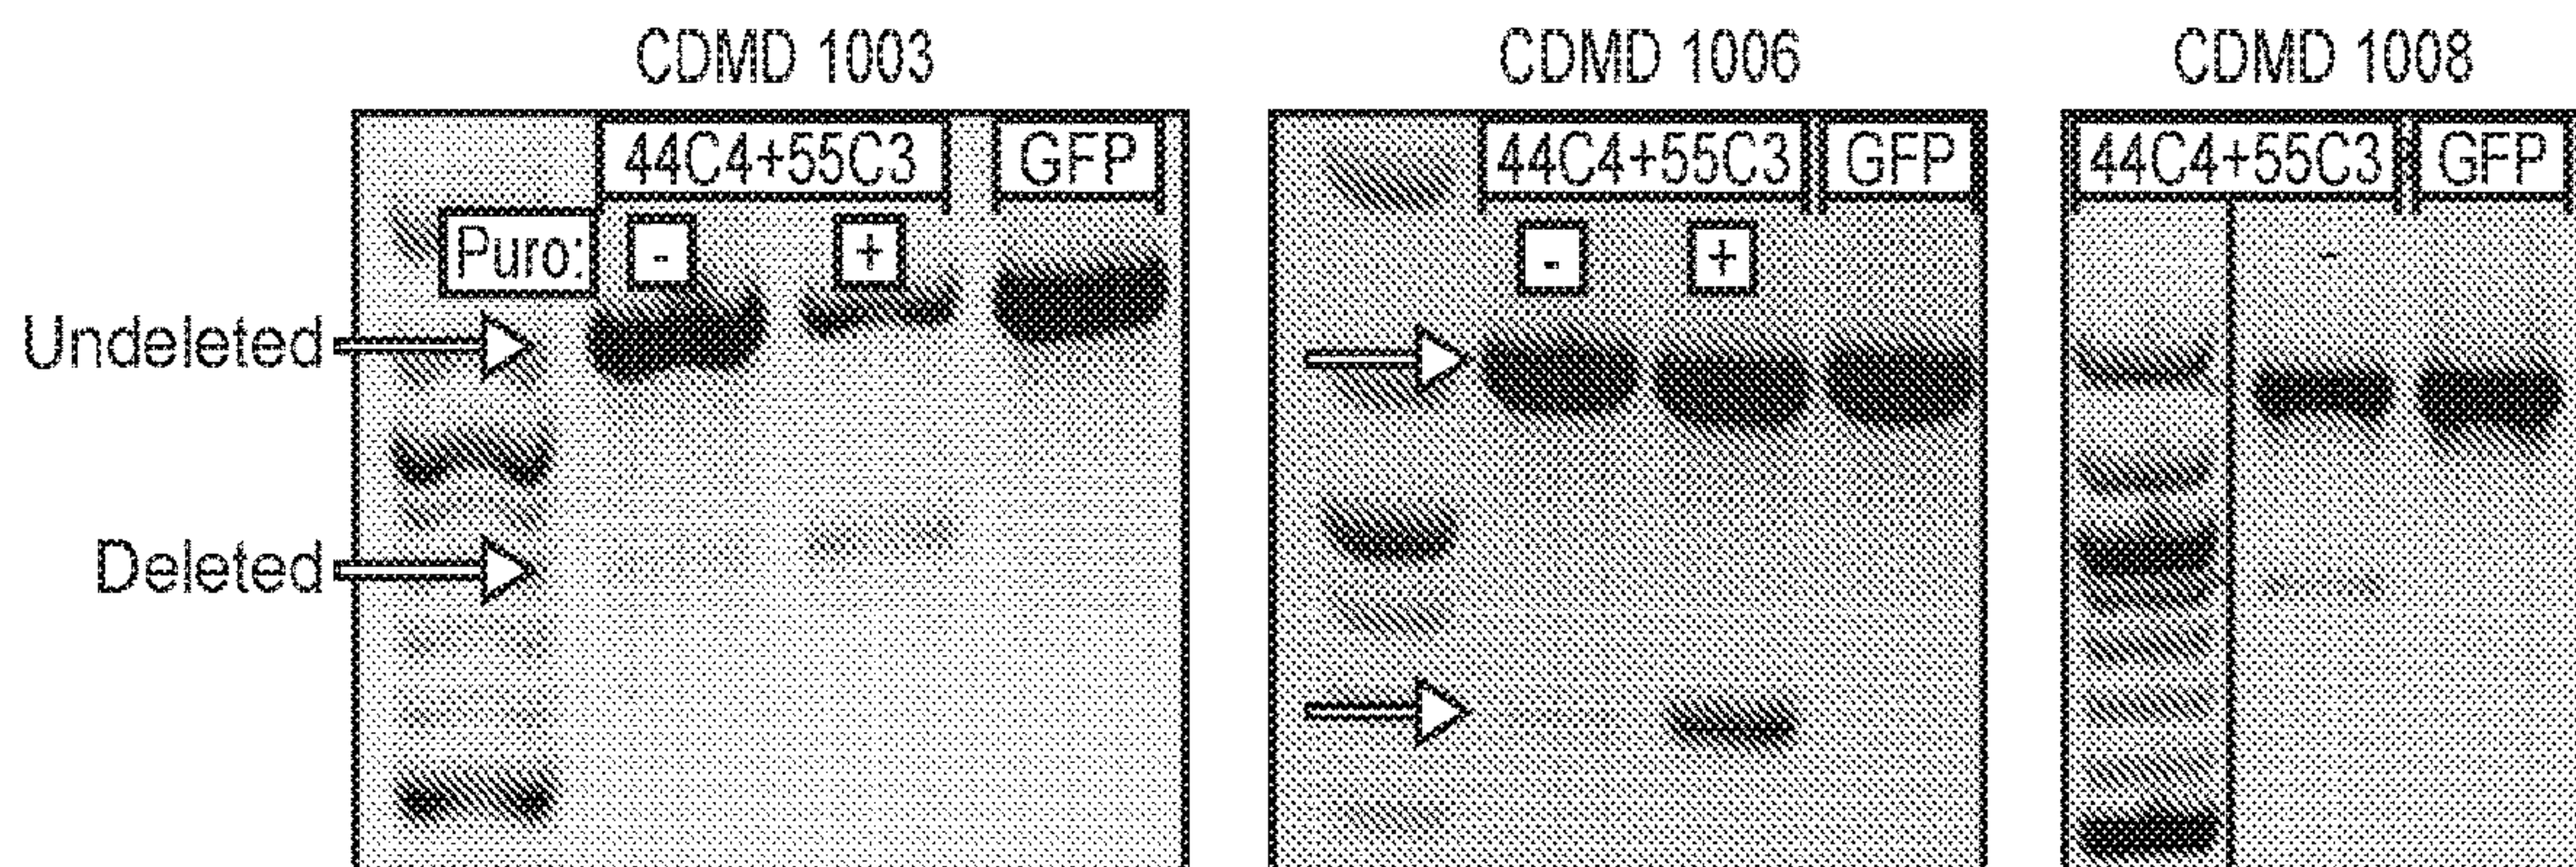 CDMD 1003 CDMD 1006 CDMD 1008
44C4+55C3 GFP 44C4+55C3 GFP 44C4+55C3 GFP
Puro: - + - + -
Undeleted
Deleted